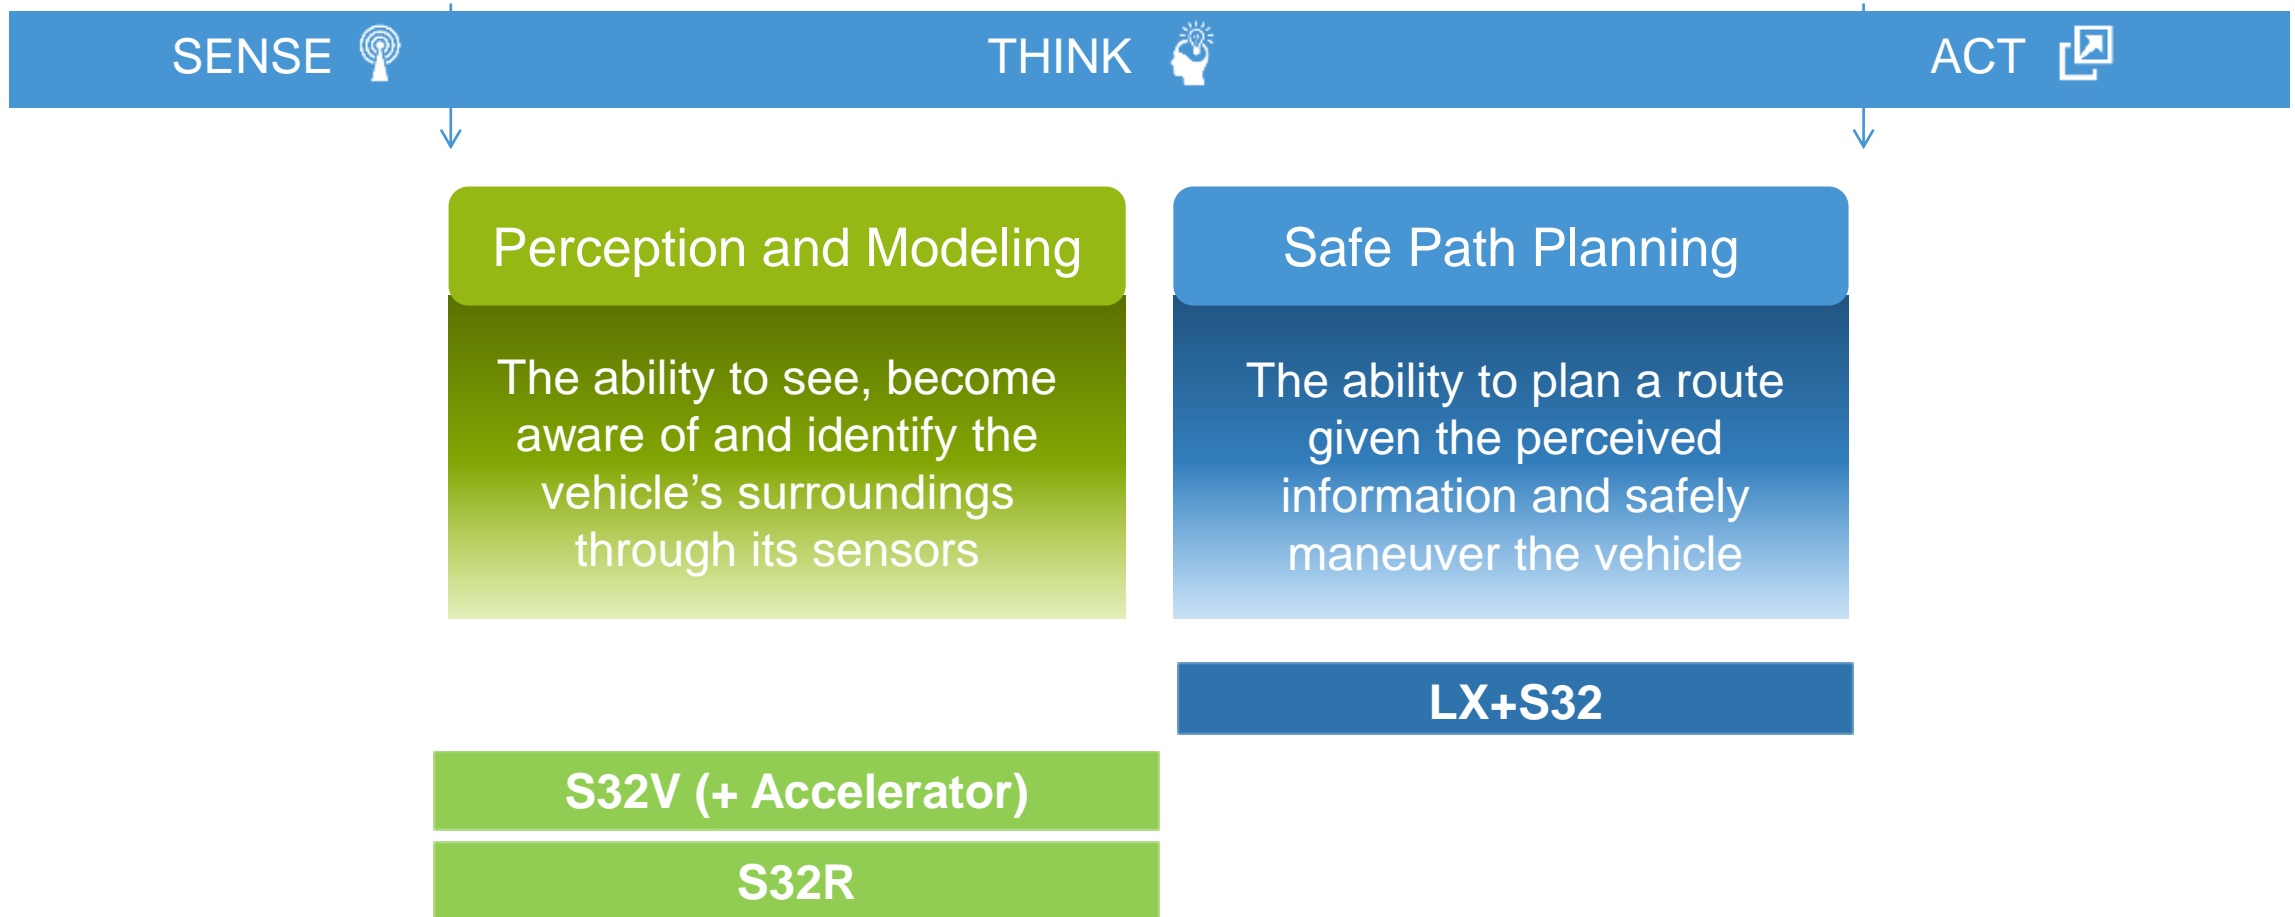 SENSE
THINK
ACT
Perception and Modeling
The ability to see, become
aware of and identify the
vehicle’s surroundings
through its sensors
Safe Path Planning
The ability to plan a route
given the perceived
information and safely
maneuver the vehicle
LX+S32
S32V (+ Accelerator)
S32R